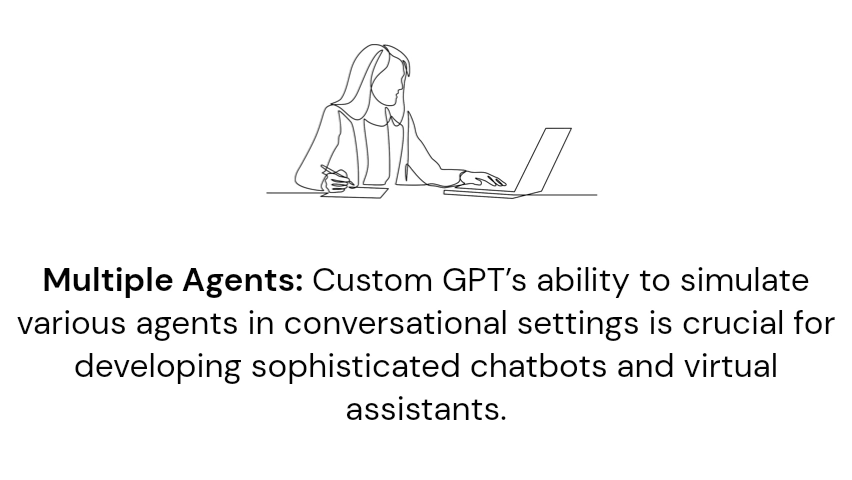 Multiple Agents: Custom GPT’s ability to simulate
various agents in conversational settings is crucial for
developing sophisticated chatbots and virtual
assistants.